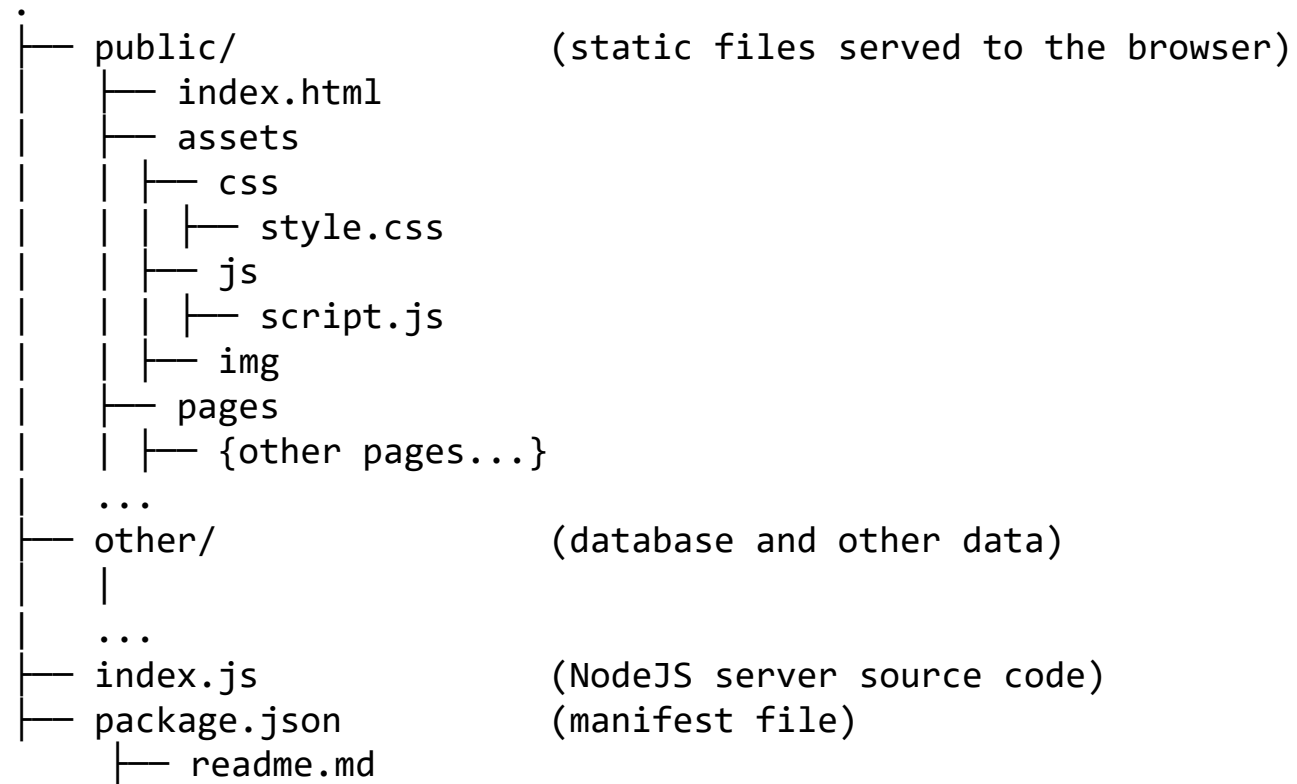 .
├── public/ (static files served to the browser)
│ ├── index.html
│ ├── assets
│ │ ├── css
│ │ │ ├── style.css
│ │ ├── js
│ │ │ ├── script.js
│ │ ├── img
│ ├── pages
│ │ ├── {other pages...}
│ ...
├── other/ (database and other data)
│ |
│ ...
├── index.js (NodeJS server source code)
├── package.json (manifest file)
├── readme.md